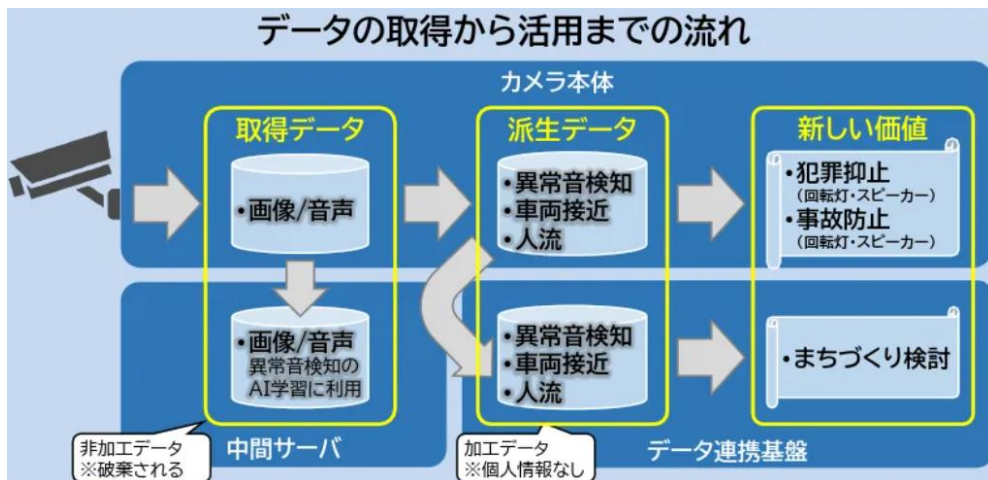 データの取得から活用までの流れ
カメラ本体
取得データ
・画像/音声
派生データ
・異常音検知
・車両接近
・人流
新しい価値
・犯罪抑止
(回転灯・スピーカー)
・事故防止
(回転灯・スピーカー)
・画像/音声
異常音検知の
AI学習に利用
・異常音検知
・車両接近
・人流
・まちづくり検討
非加工データ
※破棄される
中間サーバ
加工データ
※個人情報なし
データ連携基盤